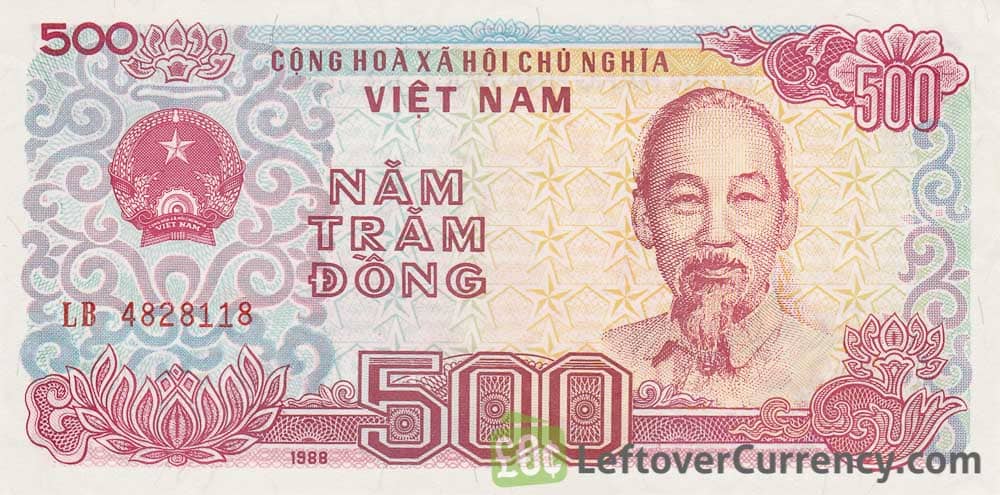 500
CỘNG HOÀ XÃ HỘI CHỦ NGHĨA
VIỆT NAM
500
VIỆT NAM
NĂM
TRĂM
ĐỒNG
LB 4828118
500
1988
£0¢ LeftoverCurrency.com